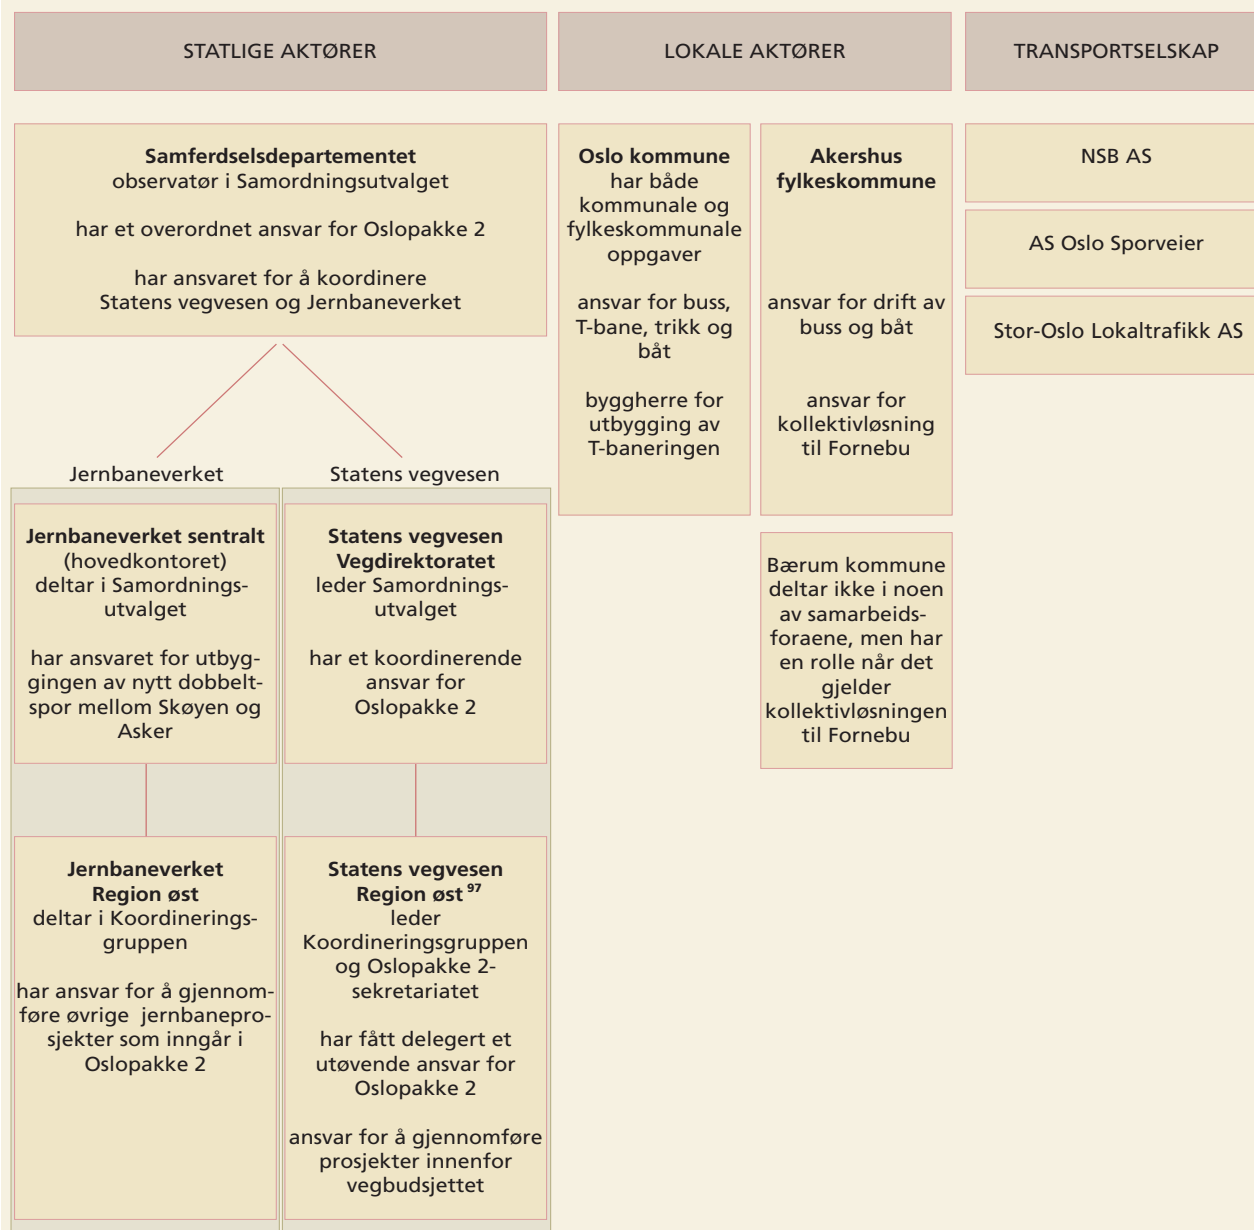 STATLIGE AKTØRER
LOKALE AKTØRER
TRANSPORTSELSKAP
Samferdselsdepartementet
observatør i Samordningsutvalget
har et overordnet ansvar for Oslopakke 2
har ansvaret for å koordinere
Statens vegvesen og Jernbaneverket
Jernbaneverket
Statens vegvesen
Jernbaneverket sentralt
(hovedkontoret)
deltar i Samordnings-
utvalget
har ansvaret for utbyg-
gingen av nytt dobbelt-
spor mellom Skøyen og
Asker
Statens vegvesen
Vegdirektoratet
leder Samordnings-
utvalget
har et koordinerende
ansvar for
Oslopakke 2
Jernbaneverket
Region øst
deltar i Koordinerings-
gruppen
har ansvar for å gjennom-
føre øvrige jernbanepro-
sjekter som inngår i
Oslopakke 2
Statens vegvesen
Region øst 97
leder
Koordineringsgruppen
og Oslopakke 2-
sekretariatet
har fått delegert et
utøvende ansvar for
Oslopakke 2
ansvar for å gjennomføre
prosjekter innenfor
vegbudsjettet
Oslo kommune
har både
kommunale og
fylkeskommunale
oppgaver
ansvar for buss,
T-bane, trikk og
båt
byggherre for
utbygging av
T-baneringen
Akershus
fylkeskommune
ansvar for drift av
buss og båt
ansvar for
kollektivløsning
til Fornebu
Bærum kommune
deltar ikke i noen
av samarbeids-
foraene, men har
en rolle når det
gjelder
kollektivløsningen
til Fornebu
NSB AS
AS Oslo Sporveier
Stor-Oslo Lokaltrafikk AS